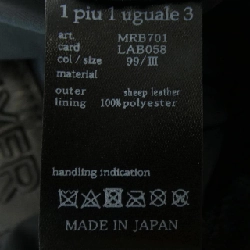 1 piu 1 uguale 3
art. MRB701
card LAB058
col / size 99/Ⅲ
material
outer sheep leather
lining 100% polyester
handling indication
MADE IN JAPAN